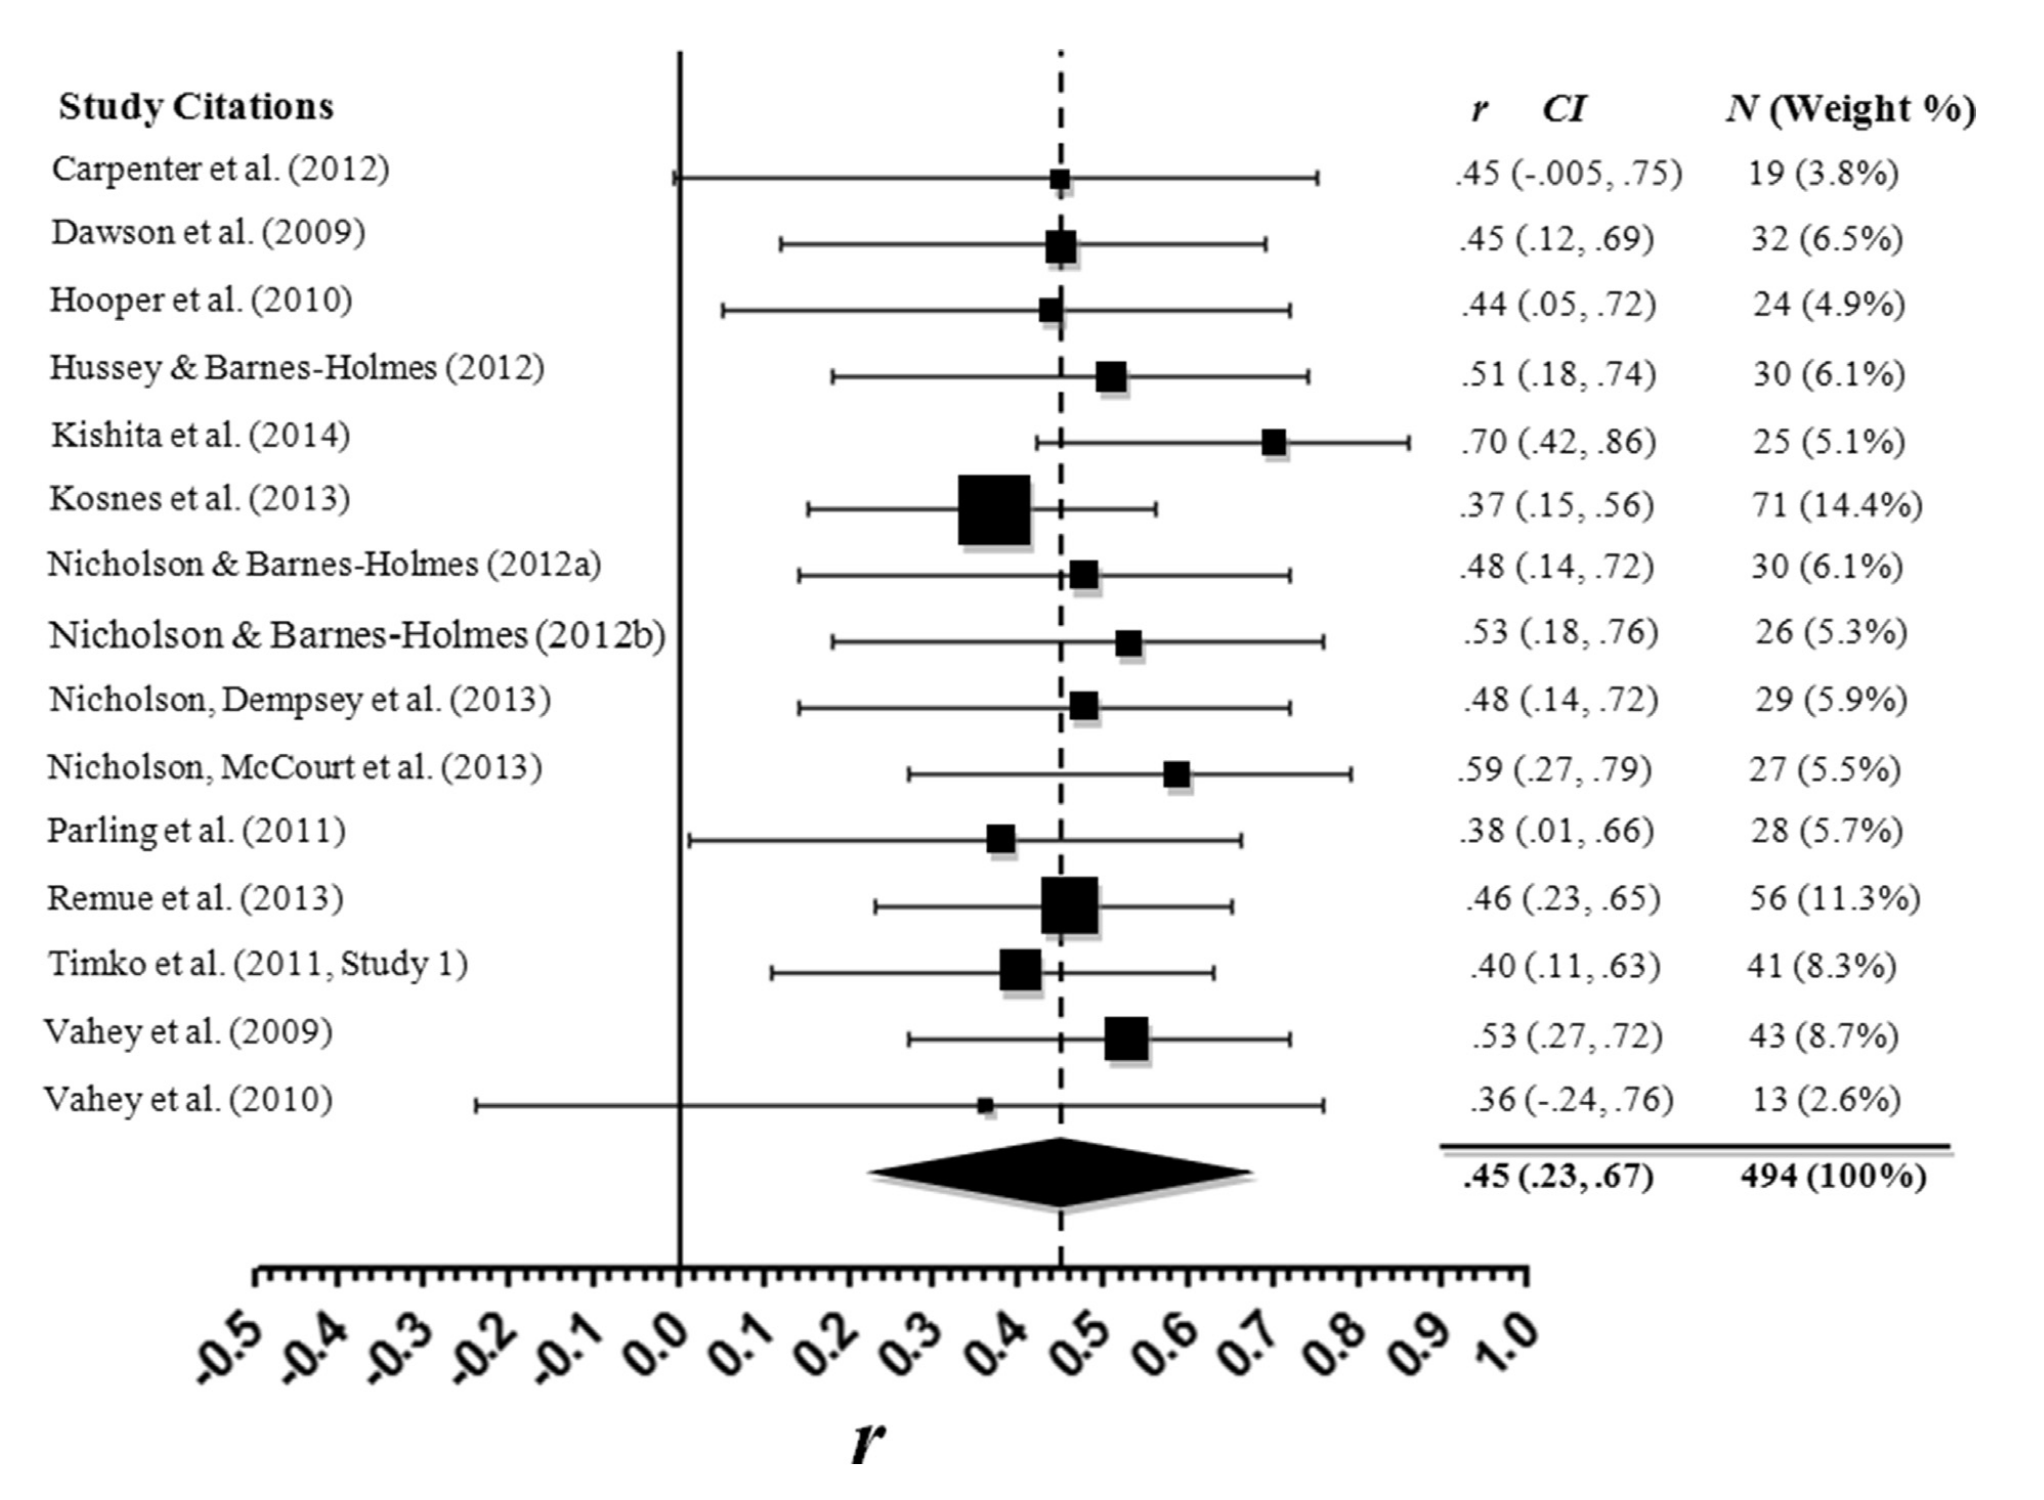 Study Citations r CI N (Weight %)
Carpenter et al. (2012) .45 (-.005, .75) 19 (3.8%)
Dawson et al. (2009) .45 (.12, .69) 32 (6.5%)
Hooper et al. (2010) .44 (.05, .72) 24 (4.9%)
Hussey & Barnes-Holmes (2012) .51 (.18, .74) 30 (6.1%)
Kishita et al. (2014) .70 (.42, .86) 25 (5.1%)
Kosnes et al. (2013) .37 (.15, .56) 71 (14.4%)
Nicholson & Barnes-Holmes (2012a) .48 (.14, .72) 30 (6.1%)
Nicholson & Barnes-Holmes (2012b) .53 (.18, .76) 26 (5.3%)
Nicholson, Dempsey et al. (2013) .48 (.14, .72) 29 (5.9%)
Nicholson, McCourt et al. (2013) .59 (.27, .79) 27 (5.5%)
Parling et al. (2011) .38 (.01, .66) 28 (5.7%)
Remue et al. (2013) .46 (.23, .65) 56 (11.3%)
Timko et al. (2011, Study 1) .40 (.11, .63) 41 (8.3%)
Vahey et al. (2009) .53 (.27, .72) 43 (8.7%)
Vahey et al. (2010) .36 (-.24, .76) 13 (2.6%)
.45 (.23, .67) 494 (100%)
-0.5 -0.4 -0.3 -0.2 -0.1 0.0 0.1 0.2 0.3 0.4 0.5 0.6 0.7 0.8 0.9 1.0
r